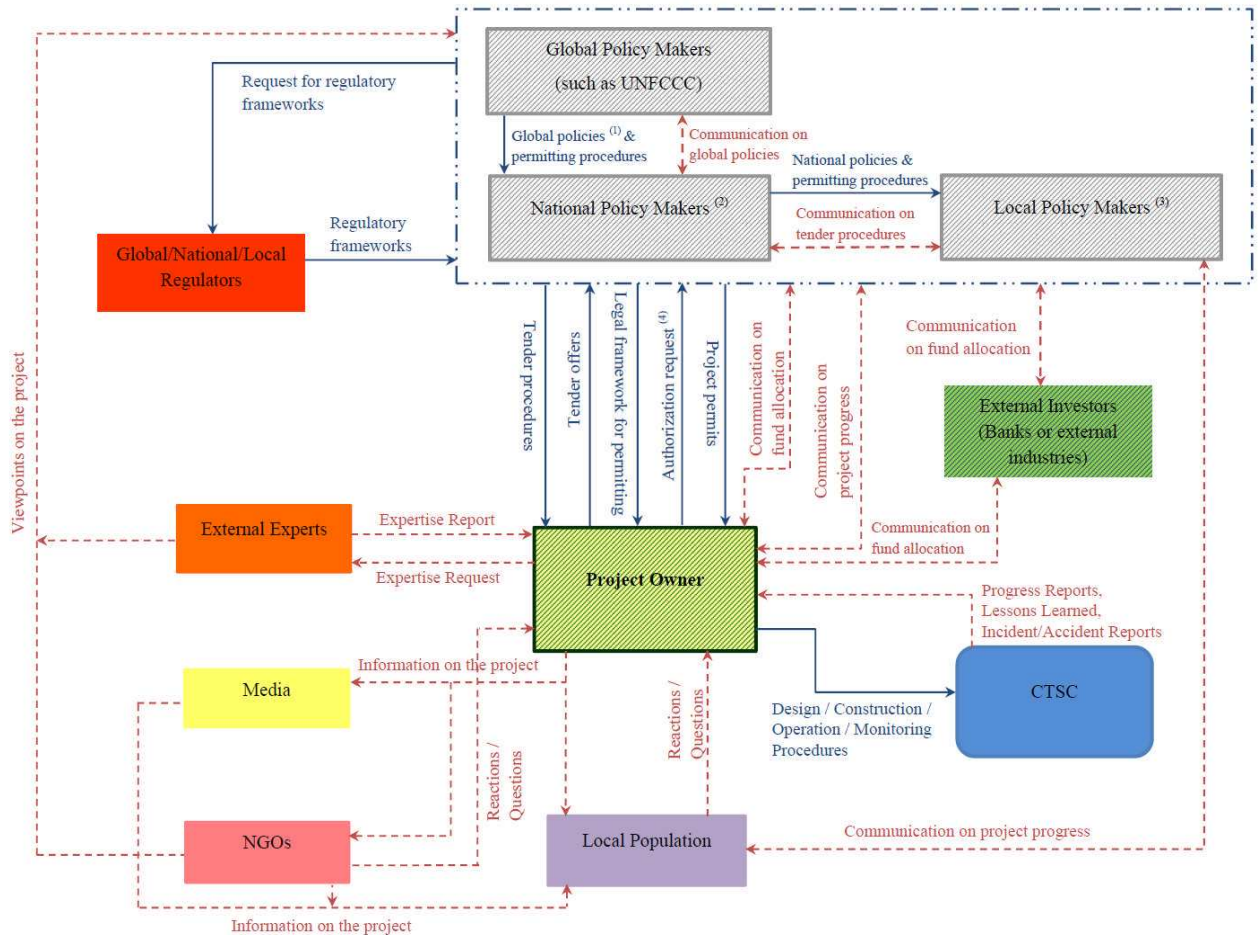 Global Policy Makers
(such as UNFCCC)
Request for regulatory
frameworks
Global policies (1) &
permitting procedures
Communication on
global policies
National policies &
permitting procedures
National Policy Makers (2)
Local Policy Makers (3)
Communication on
tender procedures
Regulatory
frameworks
Global/National/Local
Regulators
Viewpoints on the project
Tender procedures
Tender offers
Legal framework for permitting
Authorization request (4)
Project permits
Communication on
fund allocation
Communication on
project progress
Communication
on fund allocation
External Investors
(Banks or external
industries)
External Experts
Expertise Report
Expertise Request
Communication on
fund allocation
Project Owner
Progress Reports,
Lessons Learned,
Incident/Accident Reports
Information on the project
Media
Reactions /
Questions
Reactions /
Questions
CTSC
Design / Construction /
Operation / Monitoring
Procedures
NGOs
Local Population
Communication on project progress
Information on the project